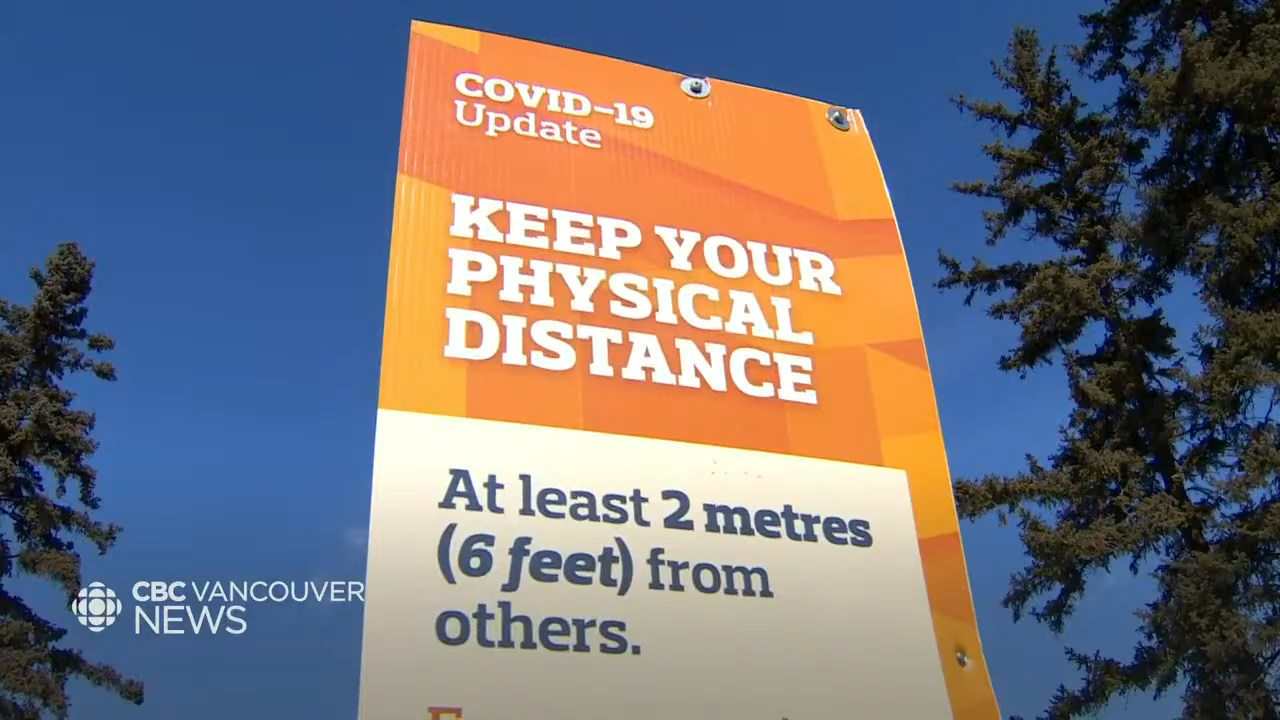 COVID-19
Update
KEEP YOUR
PHYSICAL
DISTANCE
At least 2 metres
(6 feet) from
others.
CBC VANCOUVER
NEWS